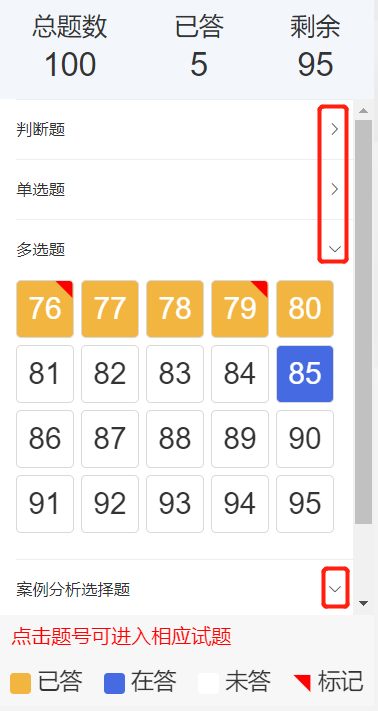 总题数 已答 剩余
100 5 95
判断题
单选题
多选题
76 77 78 79 80
81 82 83 84 85
86 87 88 89 90
91 92 93 94 95
案例分析选择题
点击题号可进入相应试题
已答 在答 未答 标记